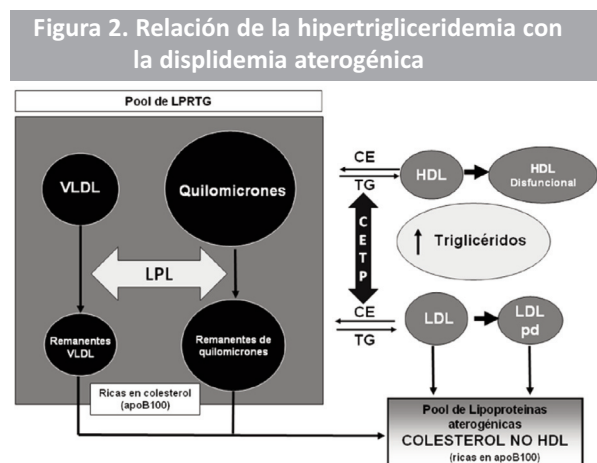 Figura 2. Relación de la hipertrigliceridemia con
la displidemia aterogénica
Pool de LPRTG
VLDL
Quilomicrones
LPL
Remanentes
VLDL
Remanentes de
quilomicrones
Ricas en colesterol
(apoB100)
CE
TG
HDL
HDL
Disfuncional
CETP
Triglicéridos
CE
TG
LDL
LDL
pd
Pool de Lipoproteinas
aterogénicas
COLESTEROL NO HDL
(ricas en apoB100)